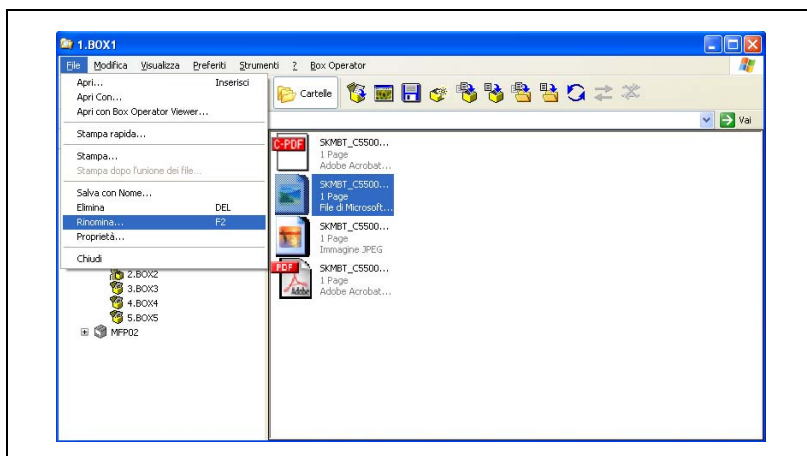 1.BOX1
File Modifica Visualizza Preferiti Strumenti ? Box Operator
Apri... Inserisci
Apri Con...
Apri con Box Operator Viewer...
Stampa rapida...
Stampa...
Stampa dopo l'unione dei file...
Salva con Nome...
Elimina DEL
Rinomina... F2
Proprietà...
Chiudi
2.BOX2
3.BOX3
4.BOX4
5.BOX5
MFP02
Cartelle
Vai
C-PDF
SKMBT_C5500...
1 Page
Adobe Acrobat...
SKMBT_C5500...
1 Page
File di Microsoft...
SKMBT_C5500...
1 Page
Immagine JPEG
PDF
Adobe
SKMBT_C5500...
1 Page
Adobe Acrobat...